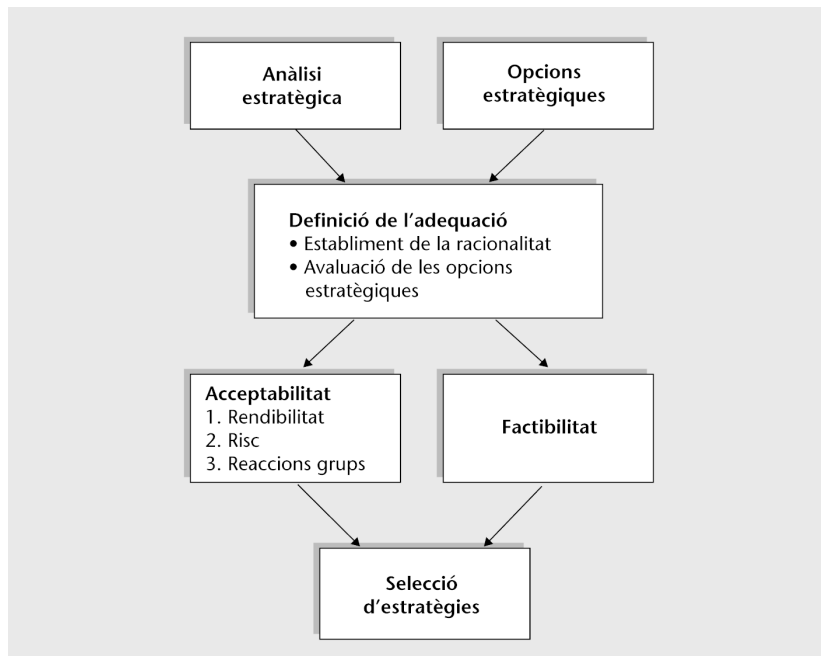 Anàlisi
estratègica
Opcions
estratègiques
Definició de l’adequació
• Establiment de la racionalitat
• Avaluació de les opcions
estratègiques
Acceptabilitat
1. Rendibilitat
2. Risc
3. Reaccions grups
Factibilitat
Selecció
d’estratègies